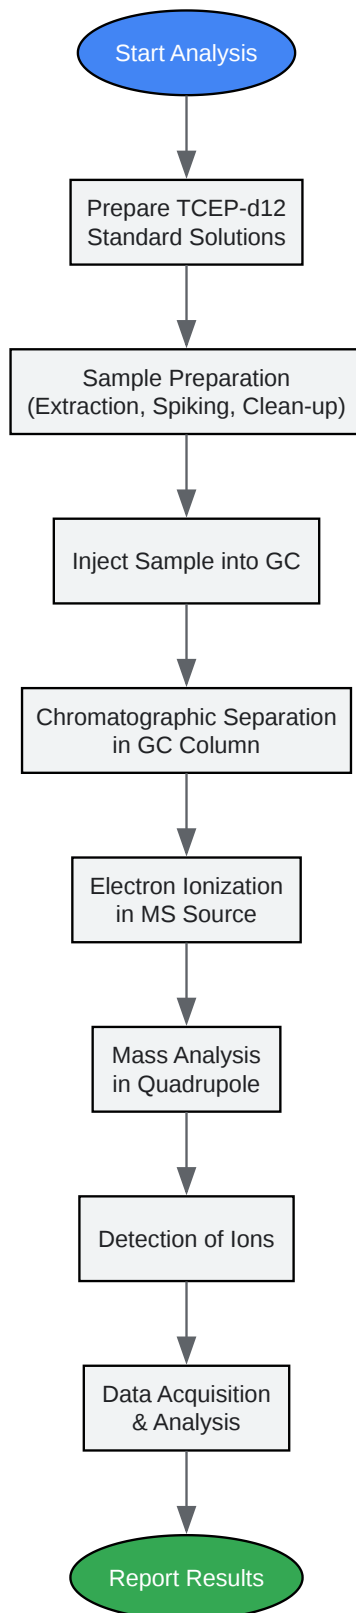 Start Analysis
Prepare TCEP-d12
Standard Solutions
Sample Preparation
(Extraction, Spiking, Clean-up)
Inject Sample into GC
Chromatographic Separation
in GC Column
Electron Ionization
in MS Source
Mass Analysis
in Quadrupole
Detection of Ions
Data Acquisition
& Analysis
Report Results